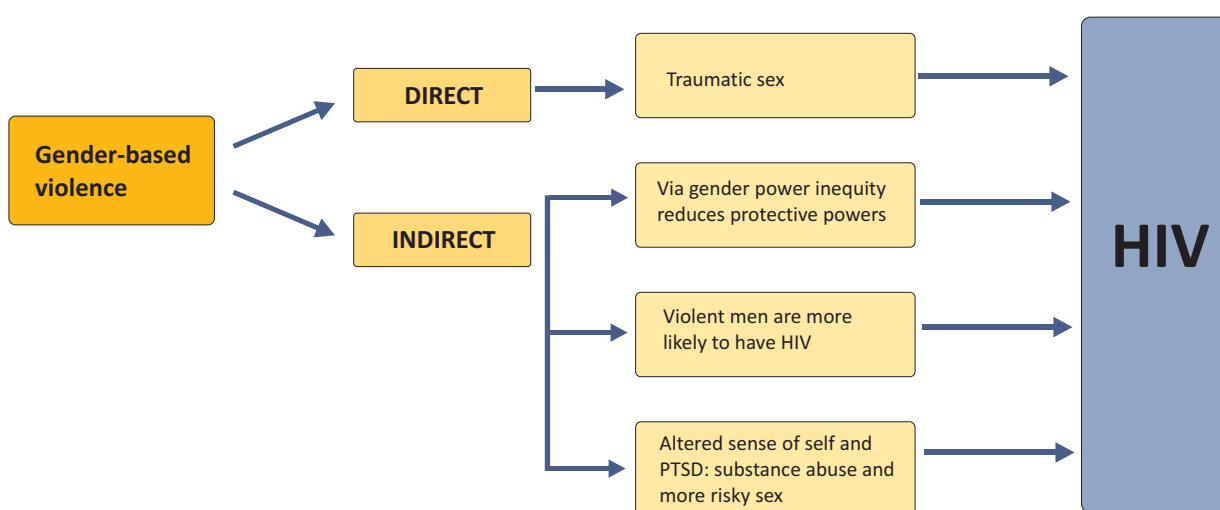 Gender-based
violence
DIRECT
INDIRECT
Traumatic sex
Via gender power inequity
reduces protective powers
Violent men are more
likely to have HIV
Altered sense of self and
PTSD: substance abuse and
more risky sex
HIV